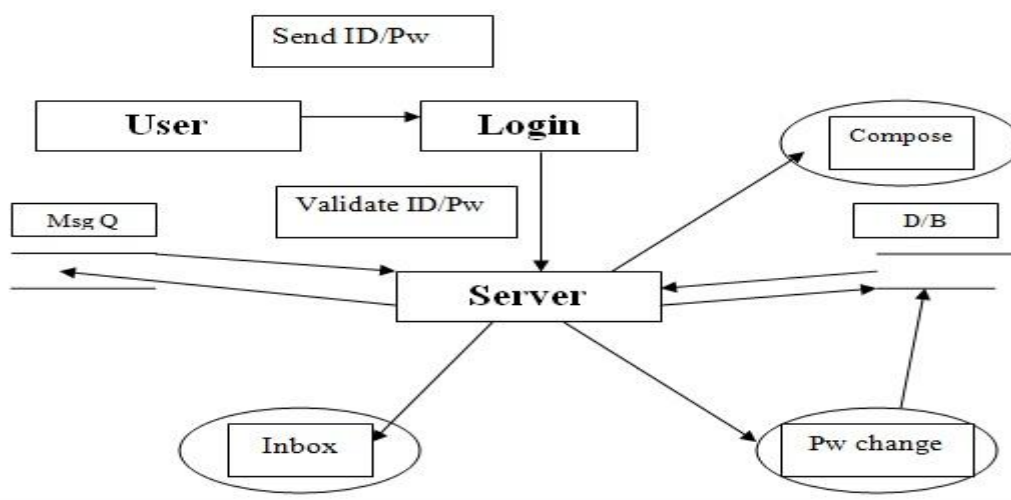 Send ID/Pw
User
Login
Compose
Validate ID/Pw
Msg Q
D/B
Server
Inbox
Pw change